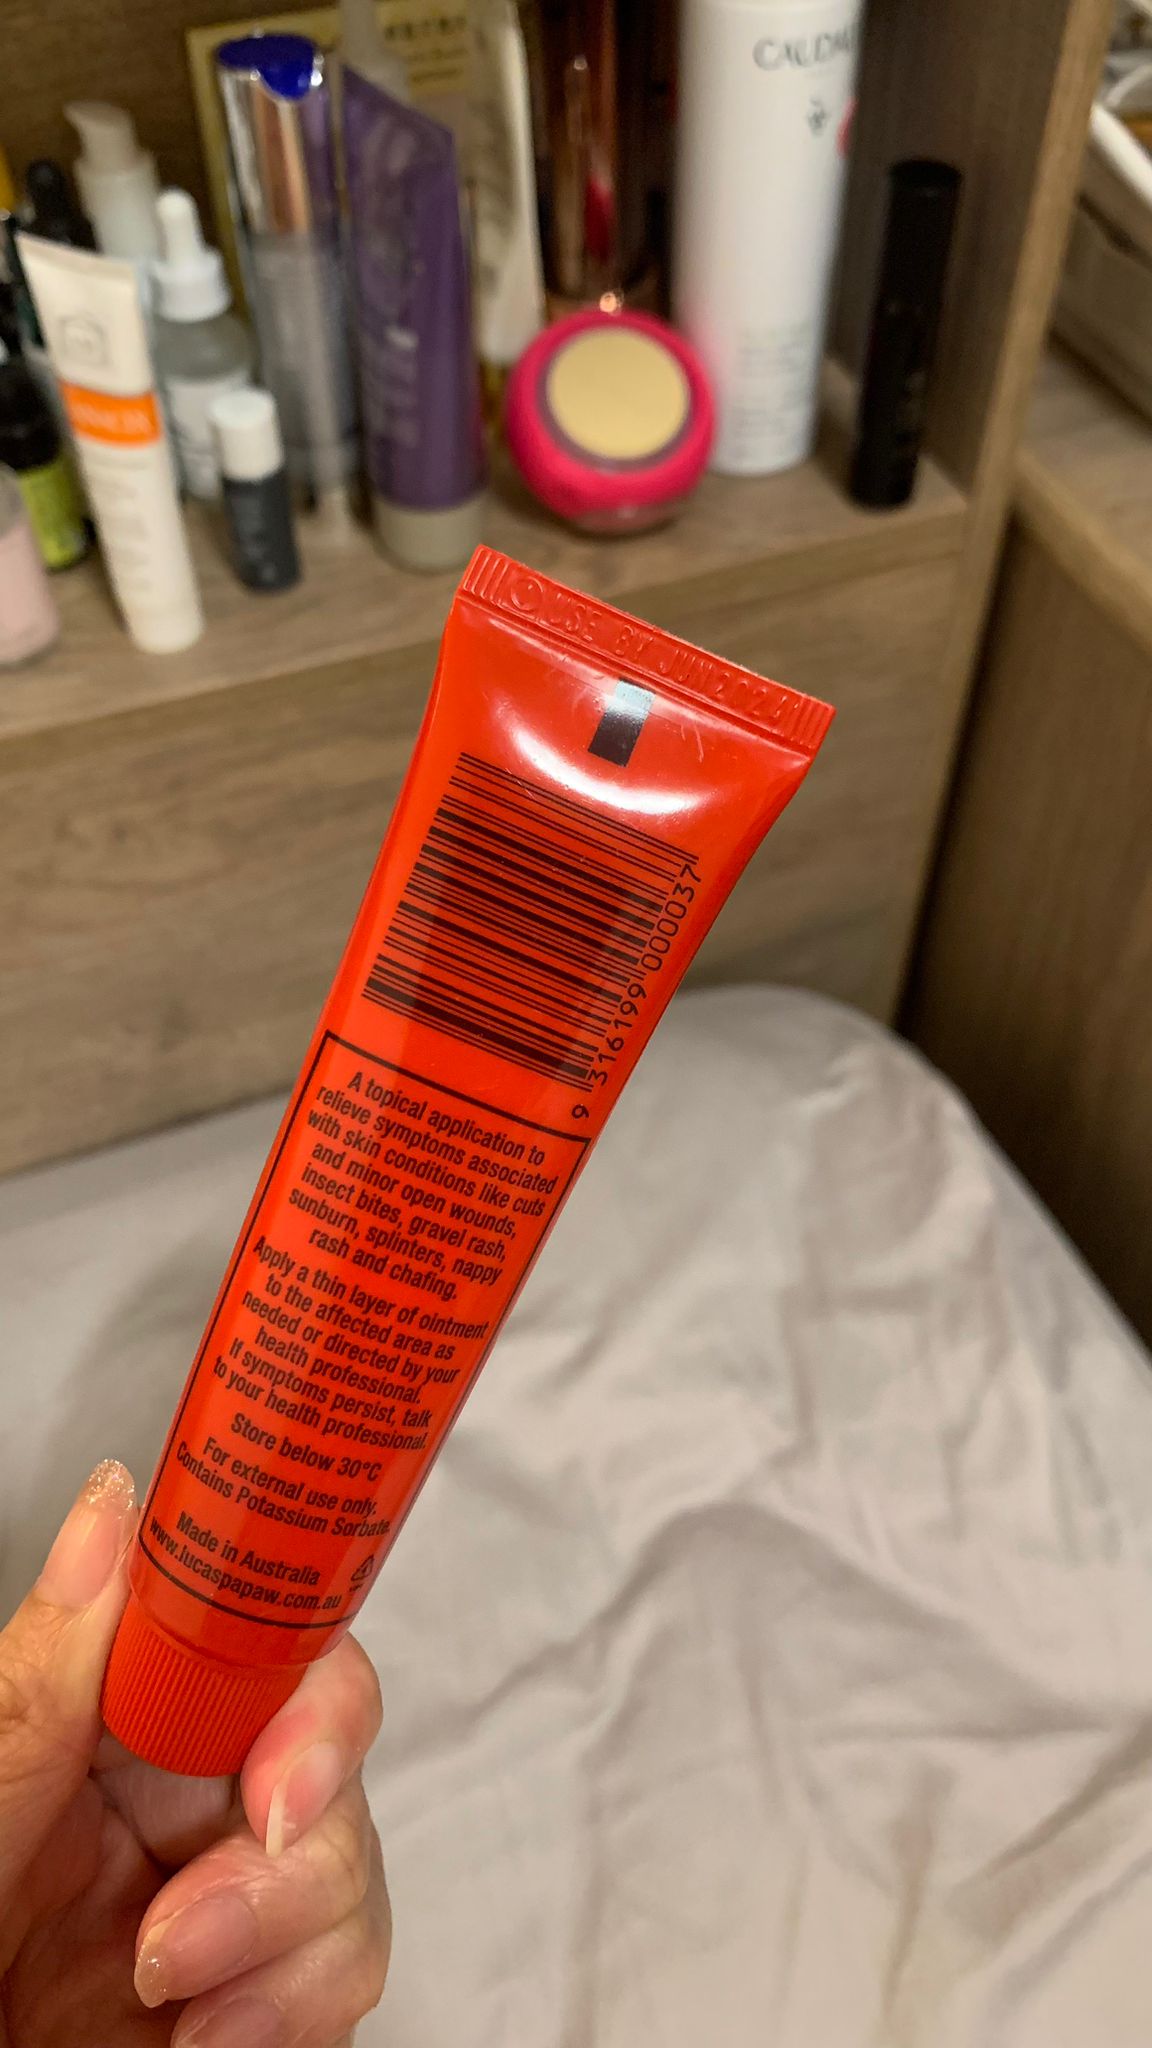 CAUDAL
USE BY JUN 202
9 316199 000037
A topical application to
relieve symptoms associated
with skin conditions like cuts
and minor open wounds,
insect bites, gravel rash,
sunburn, splinters, nappy
rash and chafing.
Apply a thin layer of ointment
to the affected area as
needed or directed by your
health professional.
If symptoms persist, talk
to your health professional.
Store below 30°C
For external use only.
Contains Potassium Sorbate.
Made in Australia
www.lucaspapaw.com.au